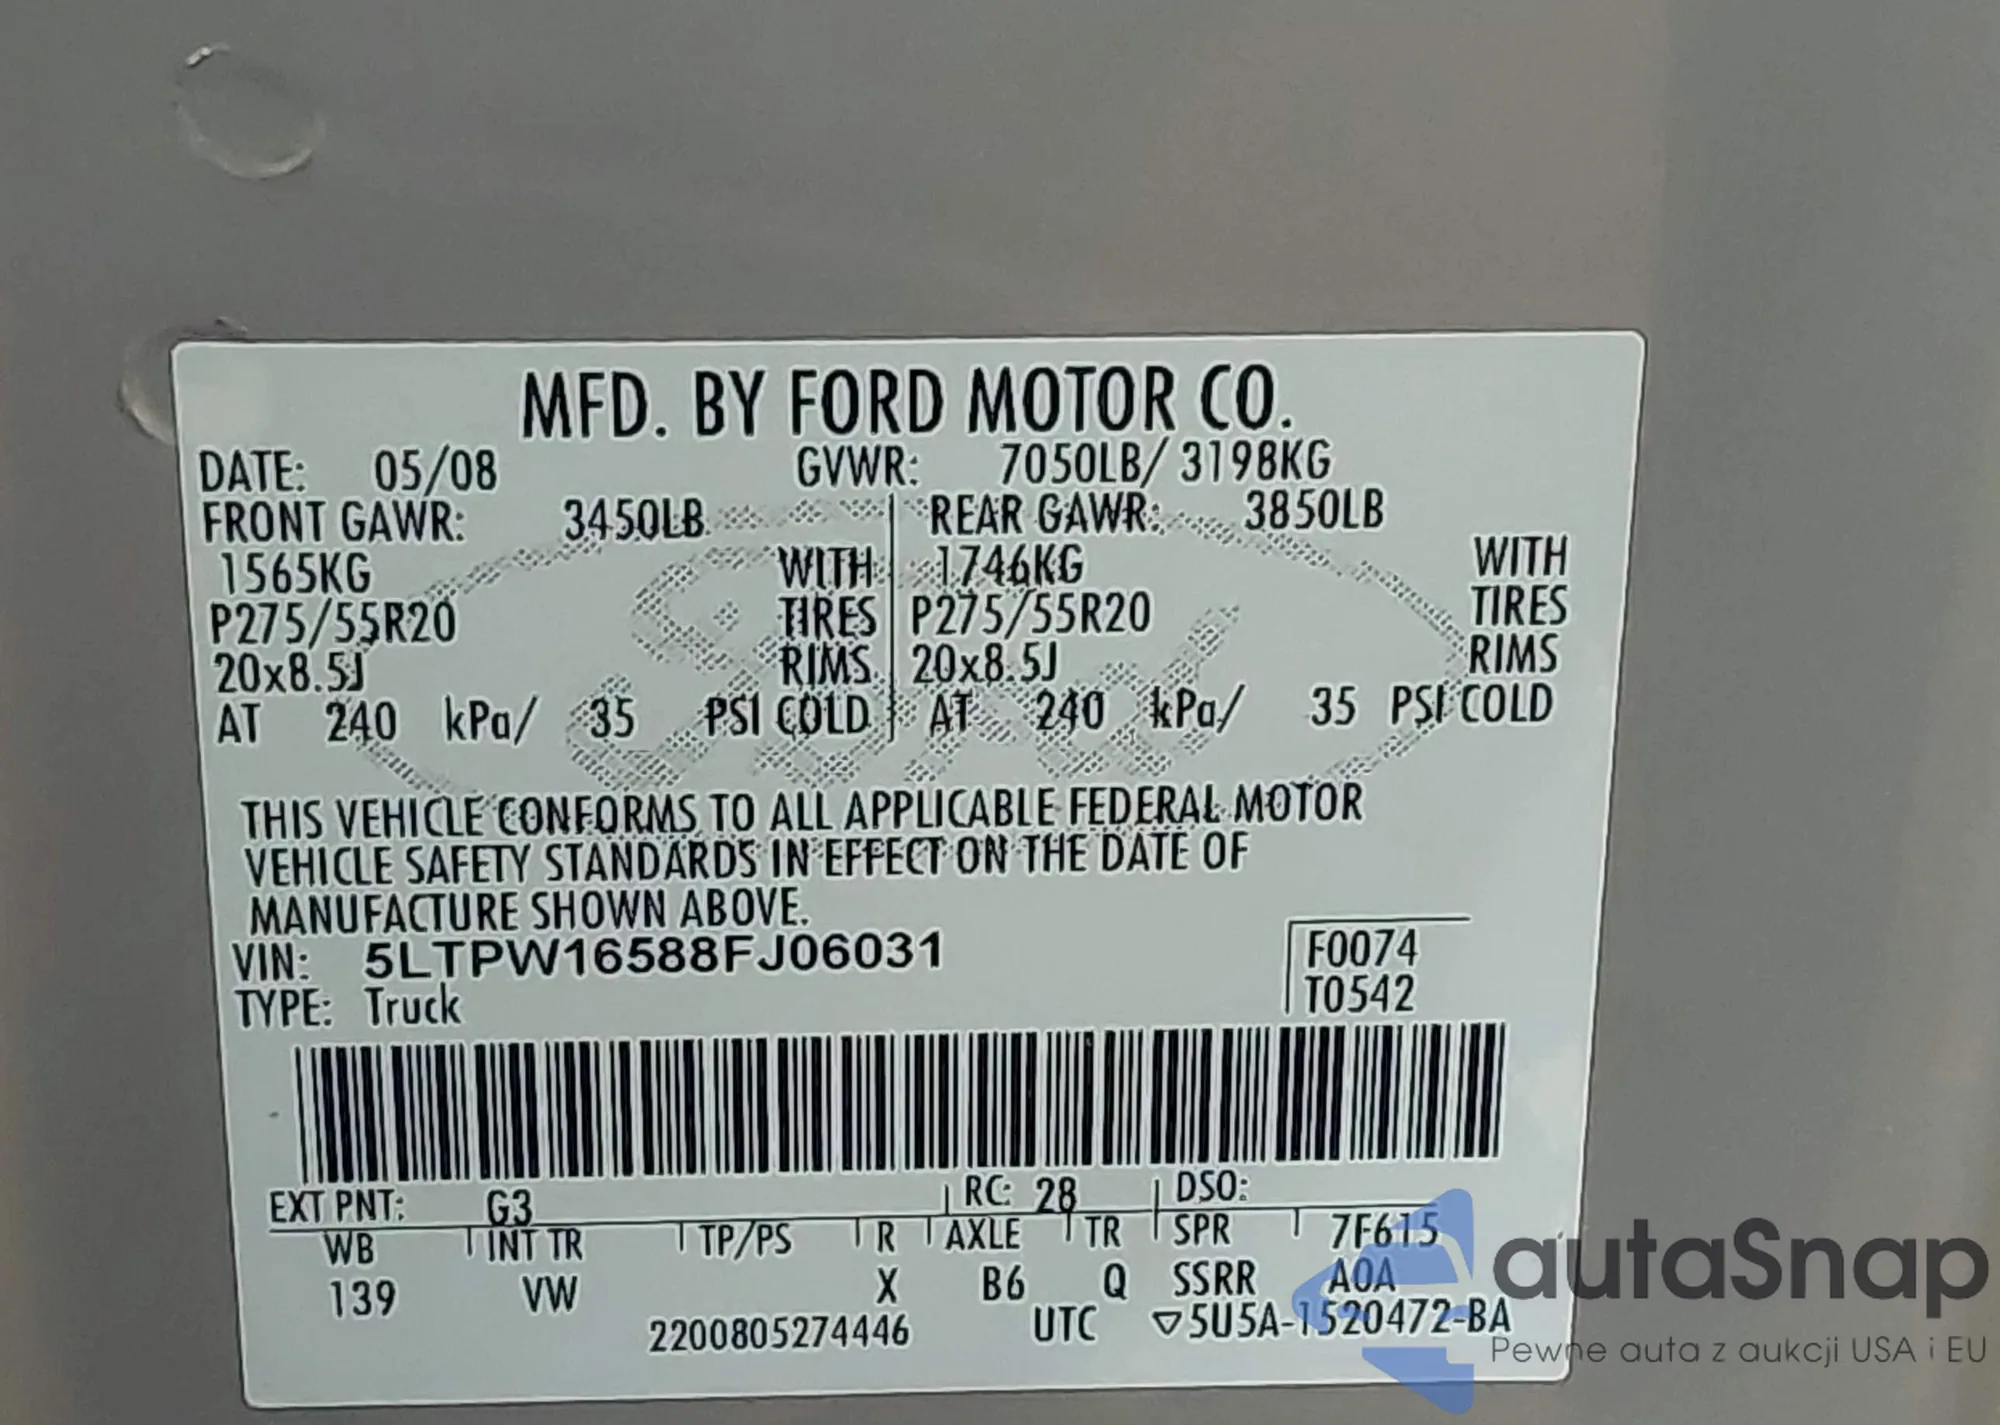 MFD. BY FORD MOTOR CO.
DATE: 05/08 GVWR: 7050LB/ 3198KG
FRONT GAWR: 3450LB REAR GAWR: 3850LB
1565KG WITH 1746KG WITH
P275/55R20 TIRES P275/55R20 TIRES
20x8.5J RIMS 20x8.5J RIMS
AT 240 kPa/ 35 PSI COLD AT 240 kPa/ 35 PSI COLD
THIS VEHICLE CONFORMS TO ALL APPLICABLE FEDERAL MOTOR
VEHICLE SAFETY STANDARDS IN EFFECT ON THE DATE OF
MANUFACTURE SHOWN ABOVE.
VIN: 5LTPW16588FJ06031 F0074
TYPE: Truck T0542
EXT PNT: G3 RC: 28 DSO:
WB INT TR TP/PS R AXLE TR SPR 7F615
139 VW X B6 Q SSRR A0A
2200805274446 UTC ▽5U5A-1520472-BA
autaSnap
Pewne auta z aukcji USA i EU